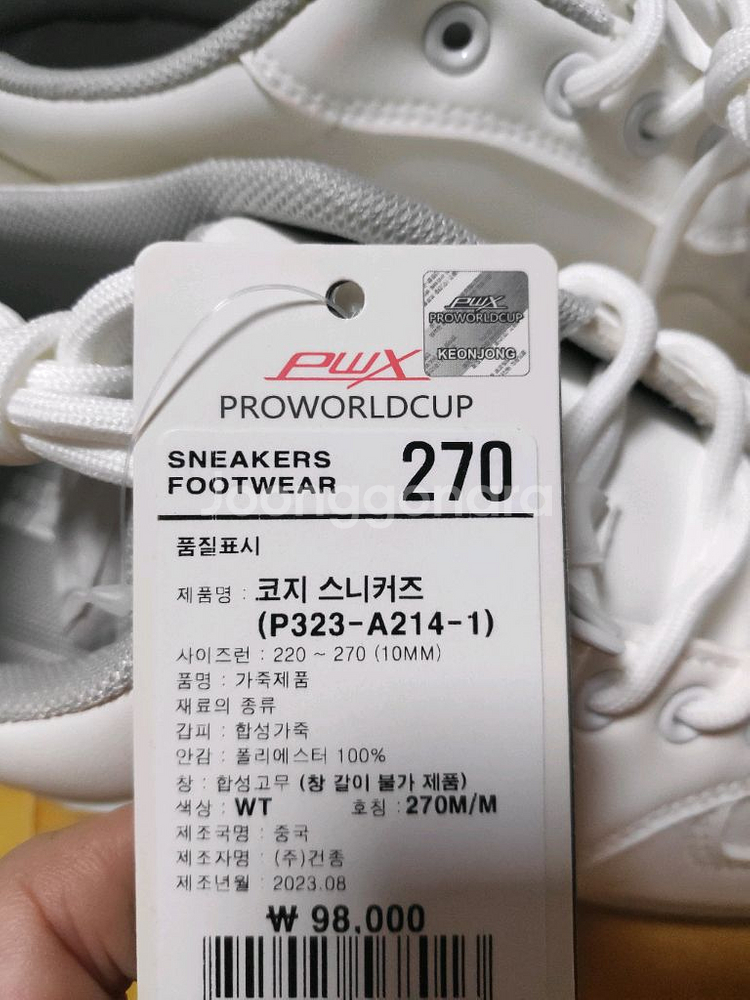 PWX
PROWORLDCUP
KEONJONG
PWX
PROWORLDCUP
SNEAKERS
FOOTWEAR
270
Joonggonara
품질표시
제품명 : 코지 스니커즈
(P323-A214-1)
사이즈런 : 220 ~ 270 (10MM)
품명 : 가죽제품
재료의 종류
갑피 : 합성가죽
안감 : 폴리에스터 100%
창 : 합성고무 (창 갈이 불가 제품)
색상 : WT 호칭 : 270M/M
제조국명 : 중국
제조자명 : (주)건종
제조년월 : 2023.08
₩ 98,000